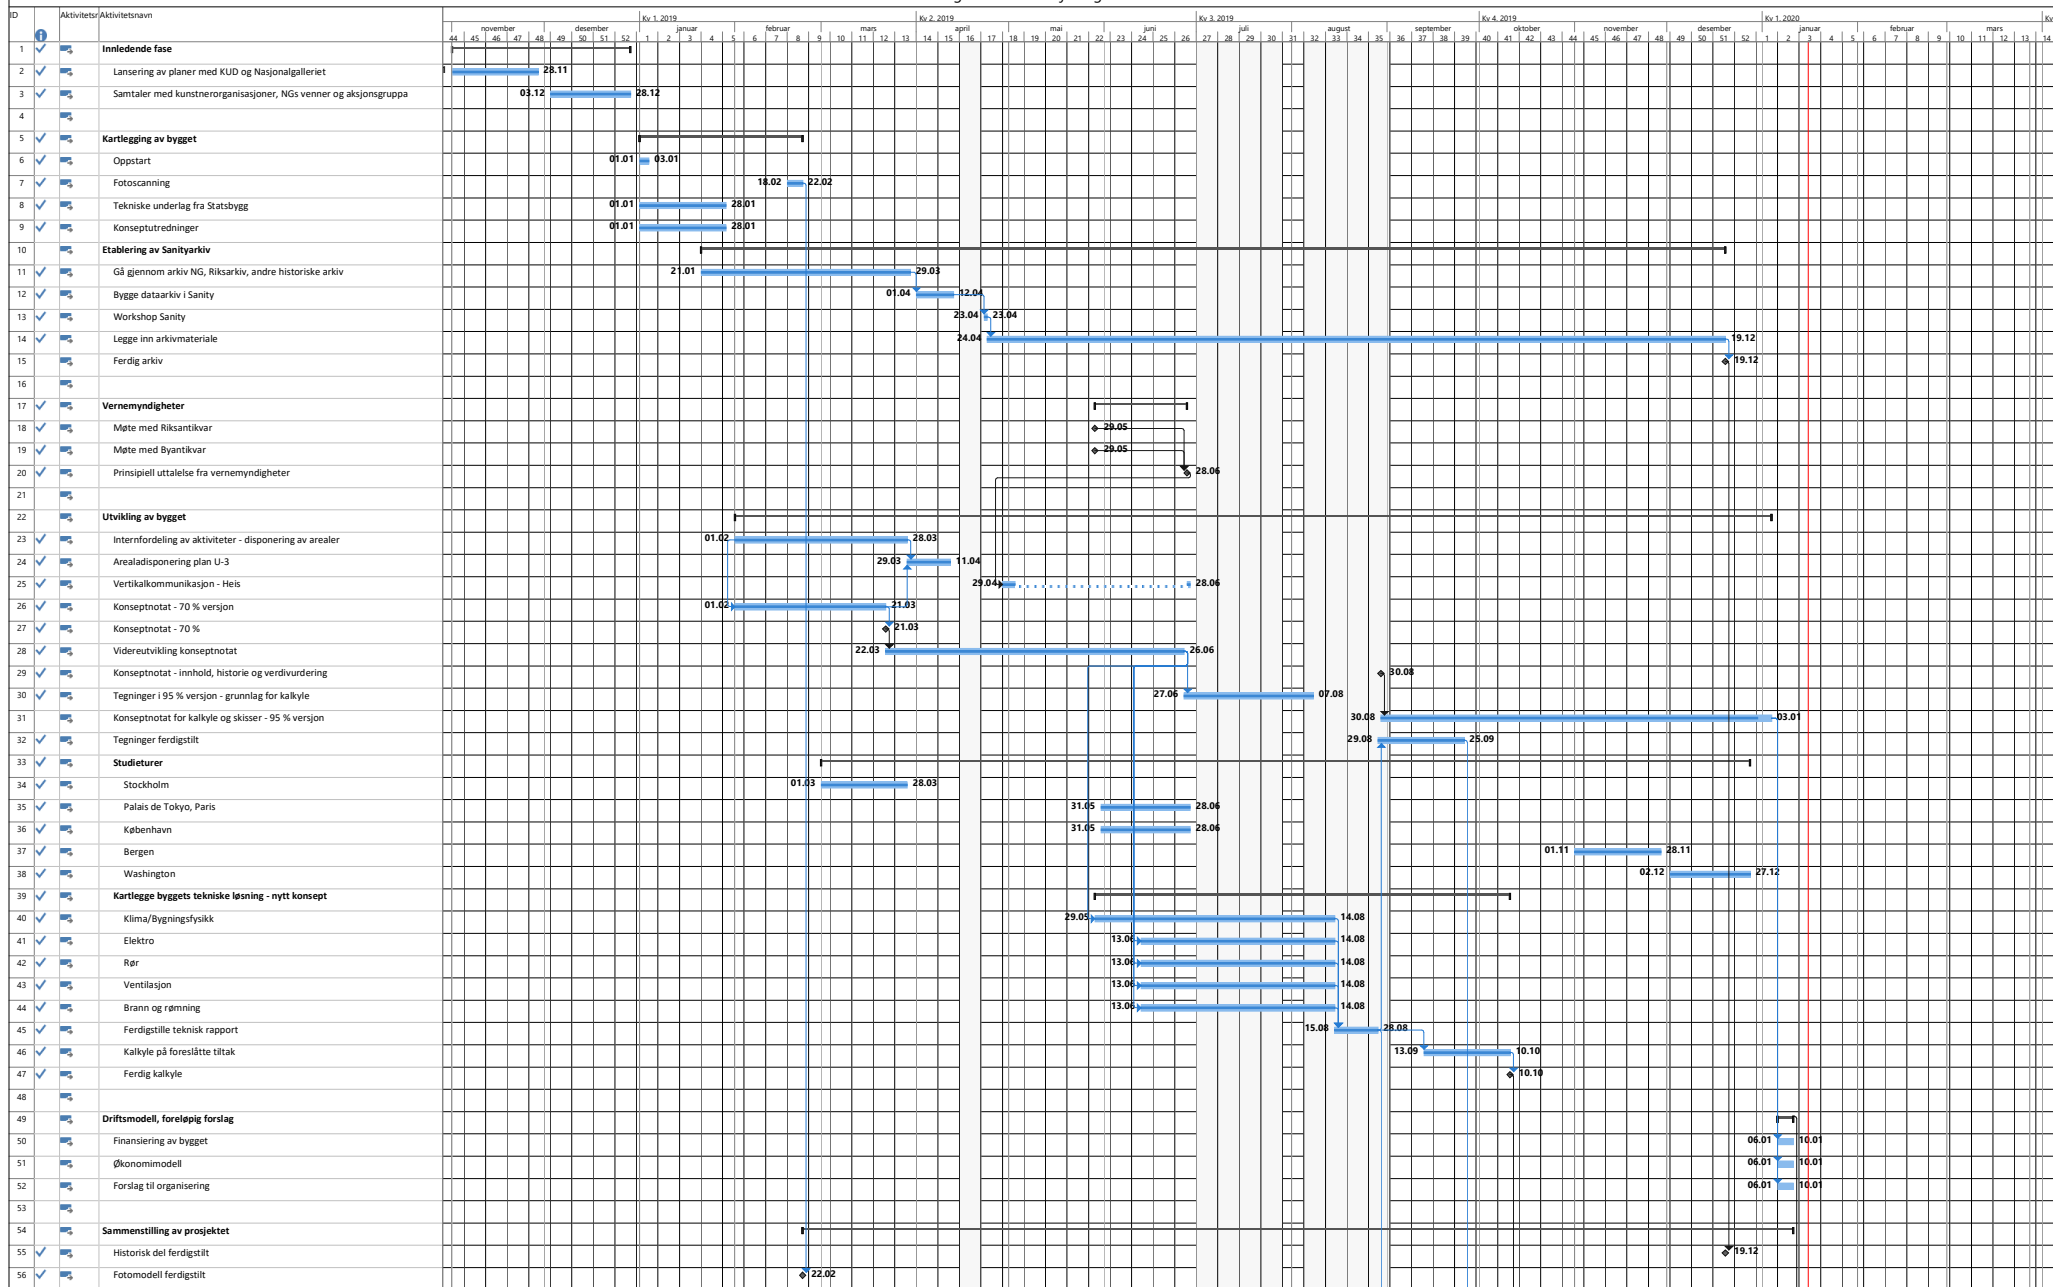 ID Aktivitetsr Aktivitetsnavn
Kv 1, 2019 Kv 2, 2019 Kv 3, 2019 Kv 4, 2019 Kv 1, 2020
november desember januar februar mars april mai juni juli august september oktober november desember januar februar mars
44 45 46 47 48 49 50 51 52 1 2 3 4 5 6 7 8 9 10 11 12 13 14 15 16 17 18 19 20 21 22 23 24 25 26 27 28 29 30 31 32 33 34 35 36 37 38 39 40 41 42 43 44 45 46 47 48 49 50 51 52 1 2 3 4 5 6 7 8 9 10 11 12 13 14
1 Innledende fase
2 Lansering av planer med KUD og Nasjonalgalleriet 28.11
3 Samtaler med kunstnerorganisasjoner, NGs venner og aksjonsgruppa 03.12 28.12
4
5 Kartlegging av bygget
6 Oppstart 01.01 03.01
7 Fotoscanning 18.02 22.02
8 Tekniske underlag fra Statsbygg 01.01 28.01
9 Konseptutredninger 01.01 28.01
10 Etablering av Sanityarkiv
11 Gå gjennom arkiv NG, Riksarkiv, andre historiske arkiv 21.01 29.03
12 Bygge dataarkiv i Sanity 01.04 12.04
13 Workshop Sanity 23.04 23.04
14 Legge inn arkivmateriale 24.04 19.12
15 Ferdig arkiv 19.12
16
17 Vernemyndigheter
18 Møte med Riksantikvar 29.05
19 Møte med Byantikvar 29.05
20 Prinsipiell uttalelse fra vernemyndigheter 28.06
21
22 Utvikling av bygget
23 Internfordeling av aktiviteter - disponering av arealer 01.02 28.03
24 Arealadisponering plan U-3 29.03 11.04
25 Vertikalkommunikasjon - Heis 29.04 28.06
26 Konseptnotat - 70 % versjon 01.02 21.03
27 Konseptnotat - 70 % 21.03
28 Videreutvikling konseptnotat 22.03 26.06
29 Konseptnotat - innhold, historie og verdivurdering 30.08
30 Tegninger i 95 % versjon - grunnlag for kalkyle 27.06 07.08
31 Konseptnotat for kalkyle og skisser - 95 % versjon 30.08 03.01
32 Tegninger ferdigstilt 29.08 25.09
33 Studieturer
34 Stockholm 01.03 28.03
35 Palais de Tokyo, Paris 31.05 28.06
36 København 31.05 28.06
37 Bergen 01.11 28.11
38 Washington 02.12 27.12
39 Kartlegge byggets tekniske løsning - nytt konsept
40 Klima/Bygningsfysikk 29.05 14.08
41 Elektro 13.06 14.08
42 Rør 13.06 14.08
43 Ventilasjon 13.06 14.08
44 Brann og rømning 13.06 14.08
45 Ferdigstille teknisk rapport 15.08 28.08
46 Kalkyle på foreslåtte tiltak 13.09 10.10
47 Ferdig kalkyle 10.10
48
49 Driftsmodell, foreløpig forslag
50 Finansiering av bygget 06.01 10.01
51 Økonomimodell 06.01 10.01
52 Forslag til organisering 06.01 10.01
53
54 Sammenstilling av prosjektet
55 Historisk del ferdigstilt 19.12
56 Fotomodell ferdigstilt 22.02